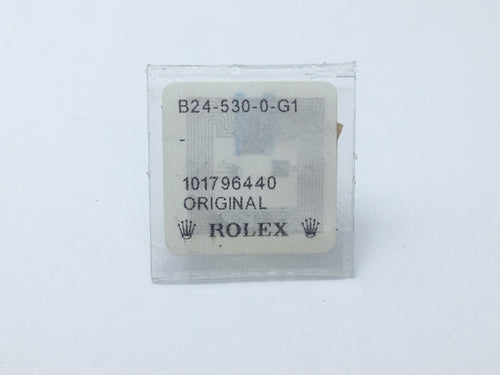 B24-530-0-G1
-
101796440
ORIGINAL
ROLEX